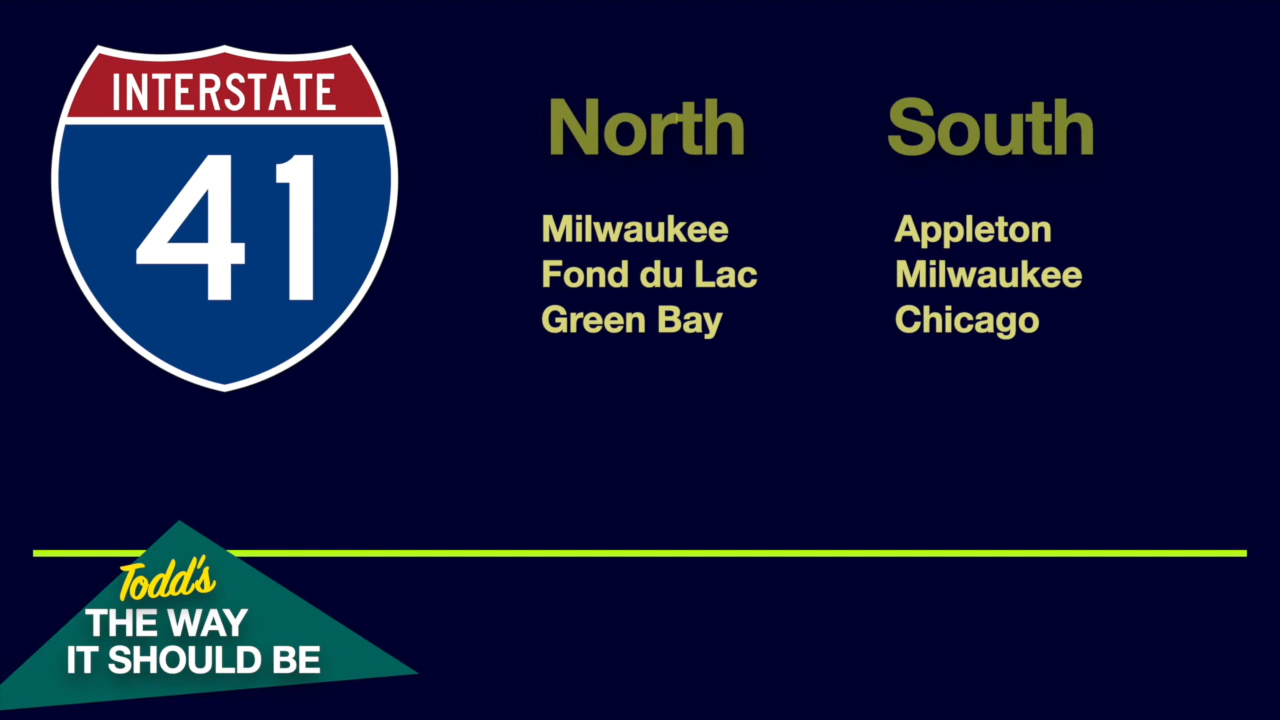 INTERSTATE
41
North
Milwaukee
Fond du Lac
Green Bay
South
Appleton
Milwaukee
Chicago
Todd's
THE WAY
IT SHOULD BE